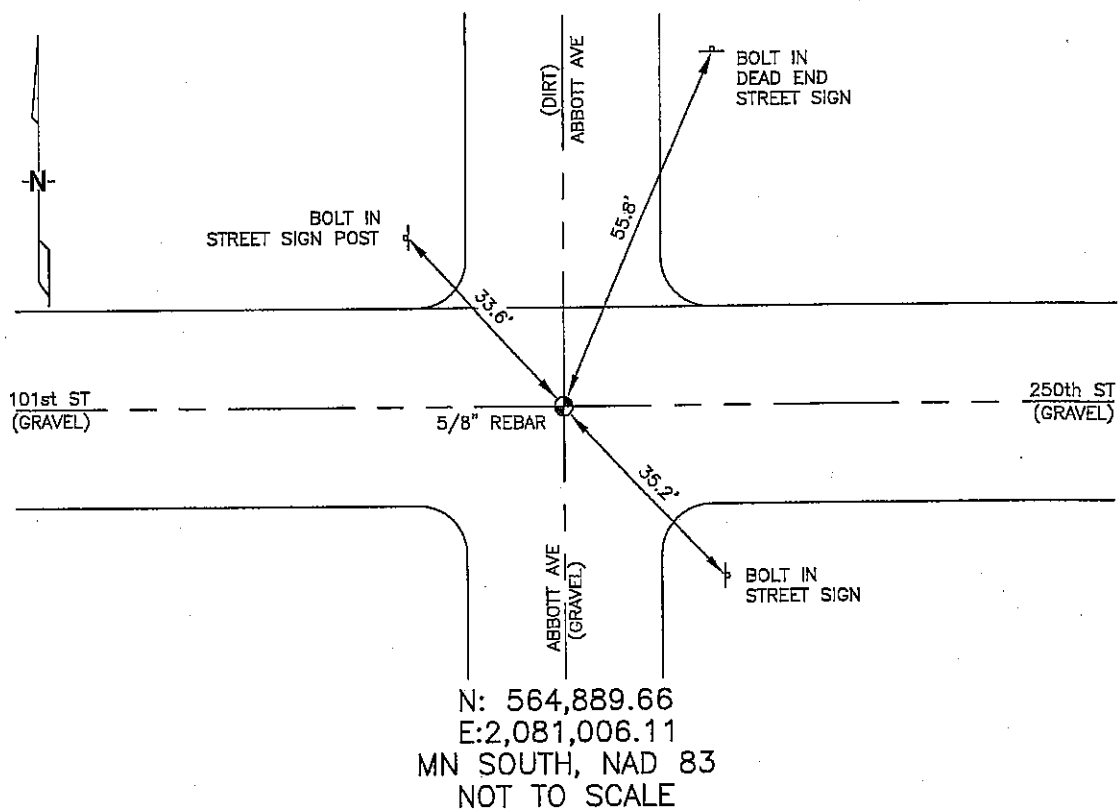 (DIRT)
ABBOTT AVE
BOLT IN
DEAD END
STREET SIGN
N
BOLT IN
STREET SIGN POST
55.8'
33.6'
101st ST
(GRAVEL)
5/8" REBAR
250th ST
(GRAVEL)
35.2'
ABBOTT AVE
(GRAVEL)
BOLT IN
STREET SIGN
N: 564,889.66
E:2,081,006.11
MN SOUTH, NAD 83
NOT TO SCALE